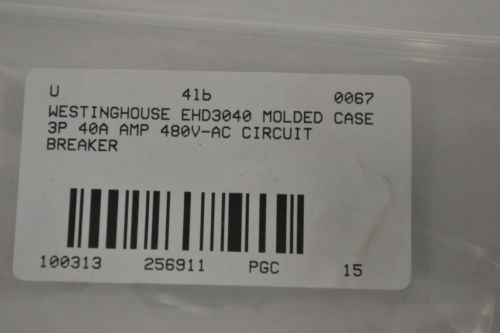 U 4lb 0067
WESTINGHOUSE EHD3040 MOLDED CASE
3P 40A AMP 480V-AC CIRCUIT
BREAKER
100313 256911 PGC 15